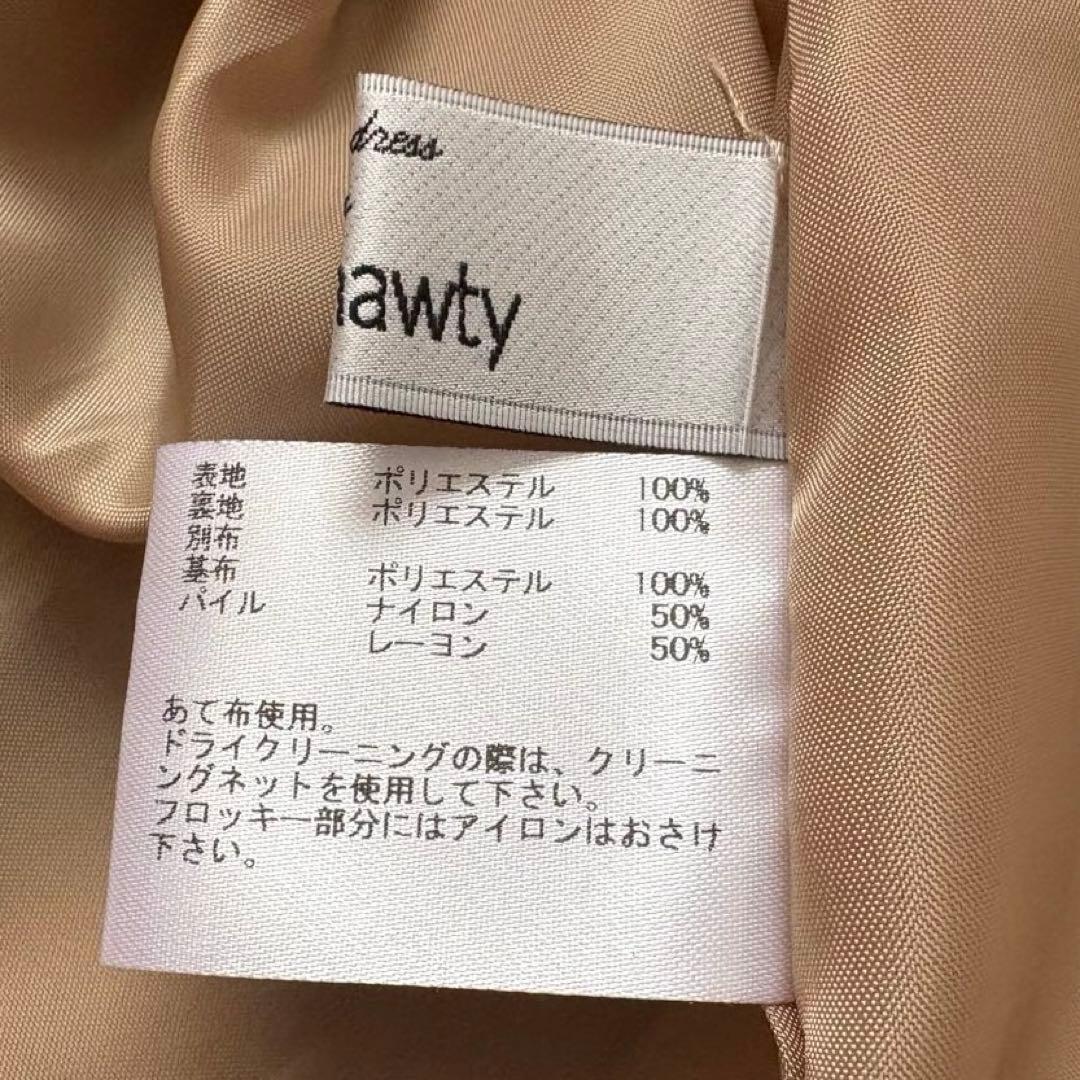 dress
awty
表地 ポリエステル 100%
裏地 ポリエステル 100%
別布
基布 ポリエステル 100%
パイル ナイロン 50%
レーヨン 50%
あて布使用。
ドライクリーニングの際は、クリーニ
ングネットを使用して下さい。
フロッキー部分にはアイロンはおさけ
下さい。